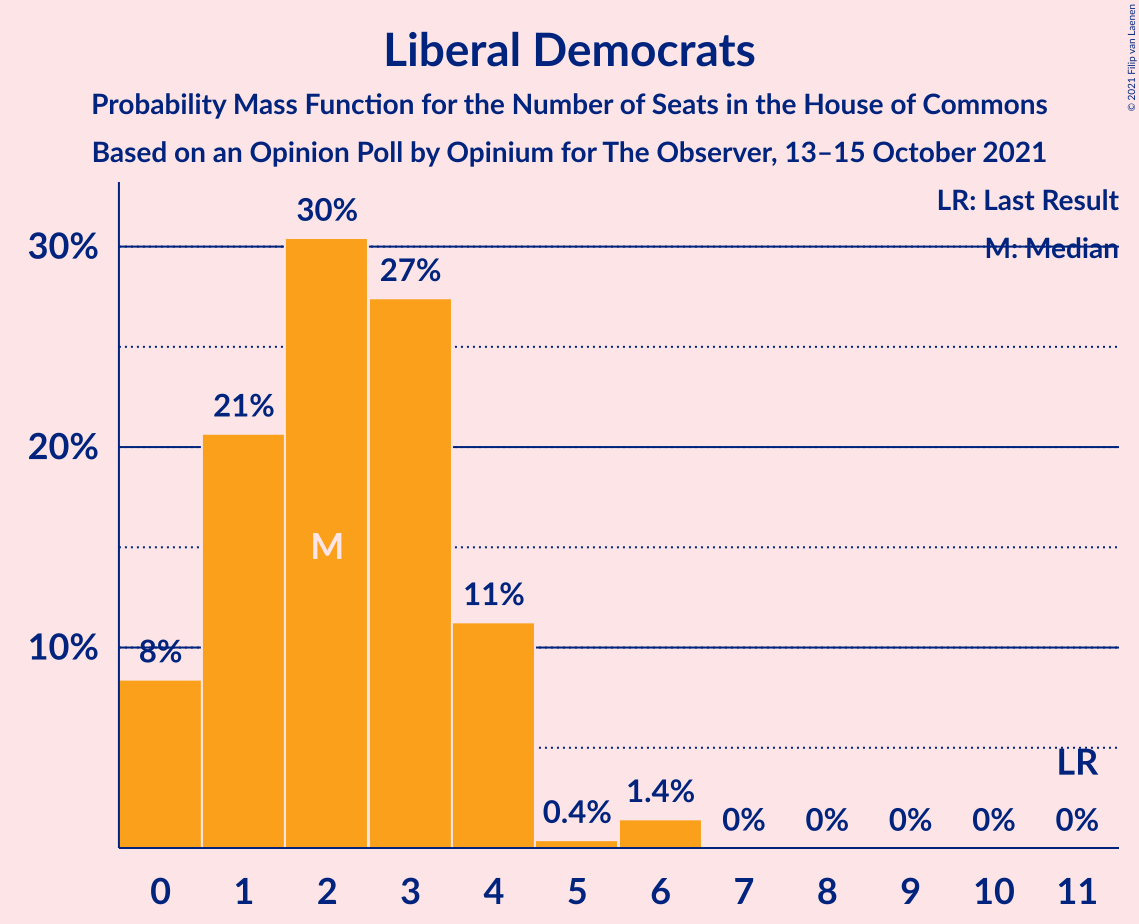 Liberal Democrats
Probability Mass Function for the Number of Seats in the House of Commons
Based on an Opinion Poll by Opinium for The Observer, 13–15 October 2021
© 2021 Filip van Laenen
LR: Last Result
M: Median
30%
20%
10%
8%
21%
30%
27%
11%
0.4%
1.4%
0%
0%
0%
0%
0%
M
LR
0 1 2 3 4 5 6 7 8 9 10 11